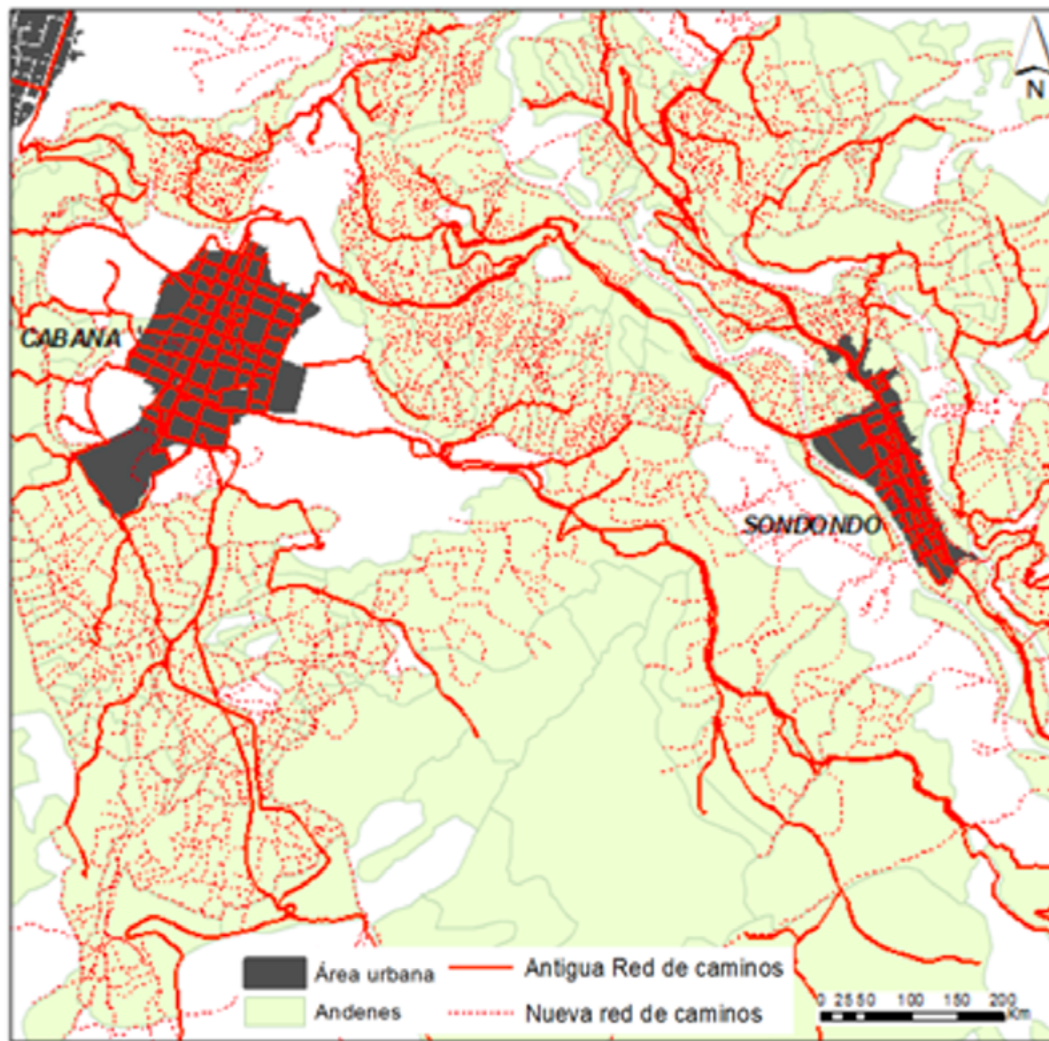 N
CABANA
SONDONDO
Área urbana
Antigua Red de caminos
Andenes
Nueva red de caminos
0 25 50 100 150 200
Km